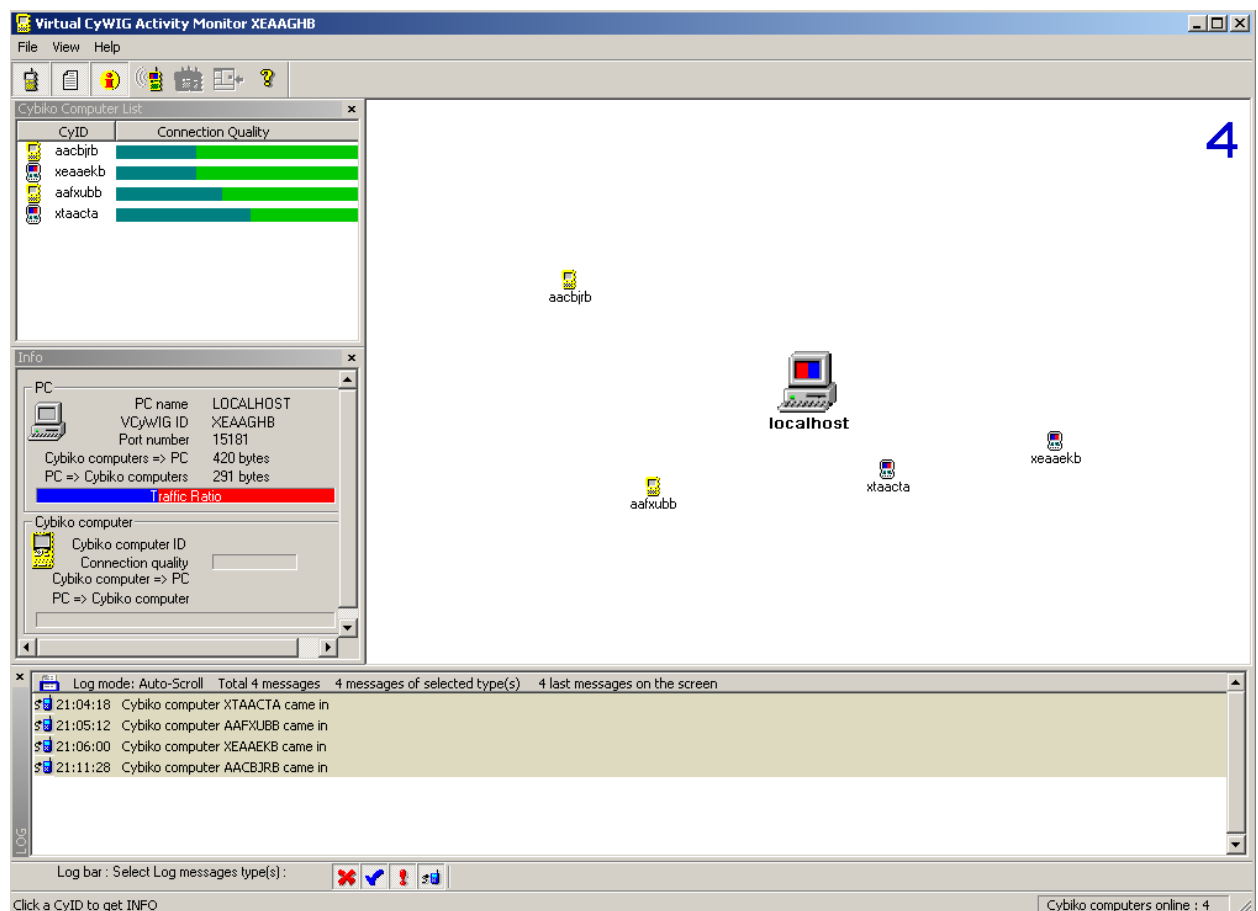 Virtual CyWIG Activity Monitor XEAAGHB
File View Help
Cybiko Computer List
CyID Connection Quality
aacbjrb
xeaaekb
aafxubb
xtaacta
4
aacbjrb
localhost
xeaaekb
xtaacta
aafxubb
Info
PC
PC name LOCALHOST
VCyWIG ID XEAAGHB
Port number 15181
Cybiko computers => PC 420 bytes
PC => Cybiko computers 291 bytes
Traffic Ratio
Cybiko computer
Cybiko computer ID
Connection quality
Cybiko computer => PC
PC => Cybiko computer
Log mode: Auto-Scroll Total 4 messages 4 messages of selected type(s) 4 last messages on the screen
21:04:18 Cybiko computer XTAACTA came in
21:05:12 Cybiko computer AAFXUBB came in
21:06:00 Cybiko computer XEAAEKB came in
21:11:28 Cybiko computer AACBJRB came in
LOG
Log bar : Select Log messages type(s) :
Click a CyID to get INFO
Cybiko computers online : 4